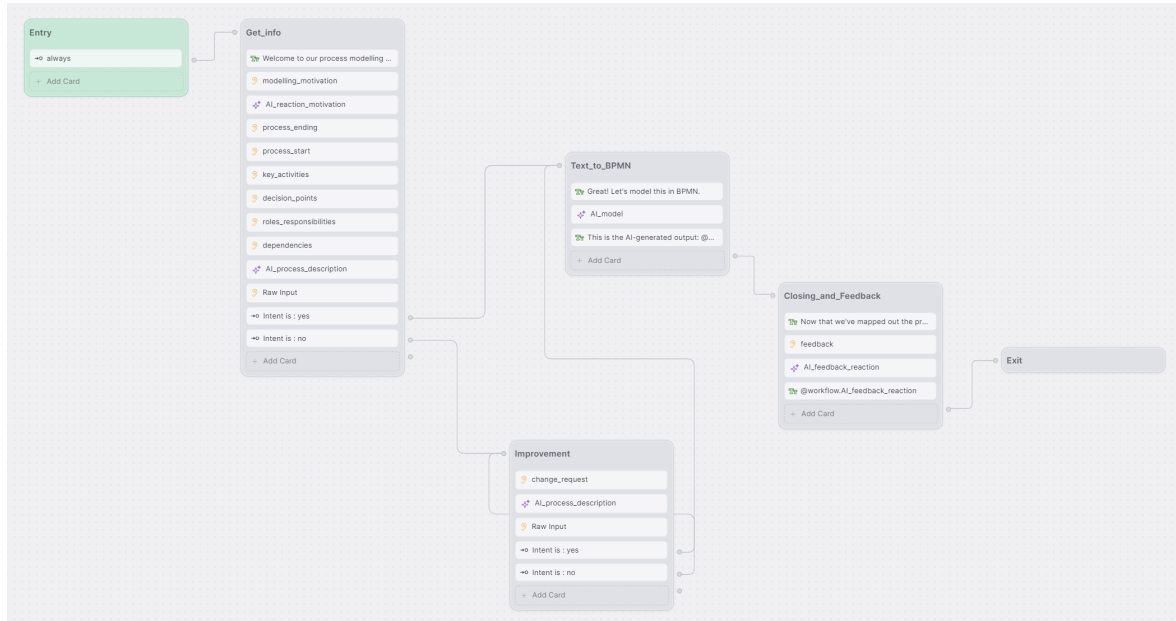 Entry
always
+ Add Card
Get_info
Welcome to our process modelling ...
modelling_motivation
AI_reaction_motivation
process_ending
process_start
key_activities
decision_points
roles_responsibilities
dependencies
AI_process_description
Raw Input
Intent is : yes
Intent is : no
+ Add Card
Text_to_BPMN
Great! Let's model this in BPMN.
AI_model
This is the AI-generated output: @...
+ Add Card
Closing_and_Feedback
Now that we've mapped out the pr...
feedback
AI_feedback_reaction
@workflow.AI_feedback_reaction
+ Add Card
Exit
Improvement
change_request
AI_process_description
Raw Input
Intent is : yes
Intent is : no
+ Add Card